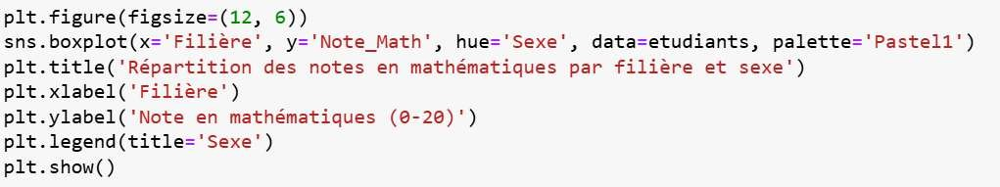 plt.figure(figsize=(12, 6))
sns.boxplot(x='Filière', y='Note_Math', hue='Sexe', data=etudiants, palette='Pastel1')
plt.title('Répartition des notes en mathématiques par filière et sexe')
plt.xlabel('Filière')
plt.ylabel('Note en mathématiques (0-20)')
plt.legend(title='Sexe')
plt.show()